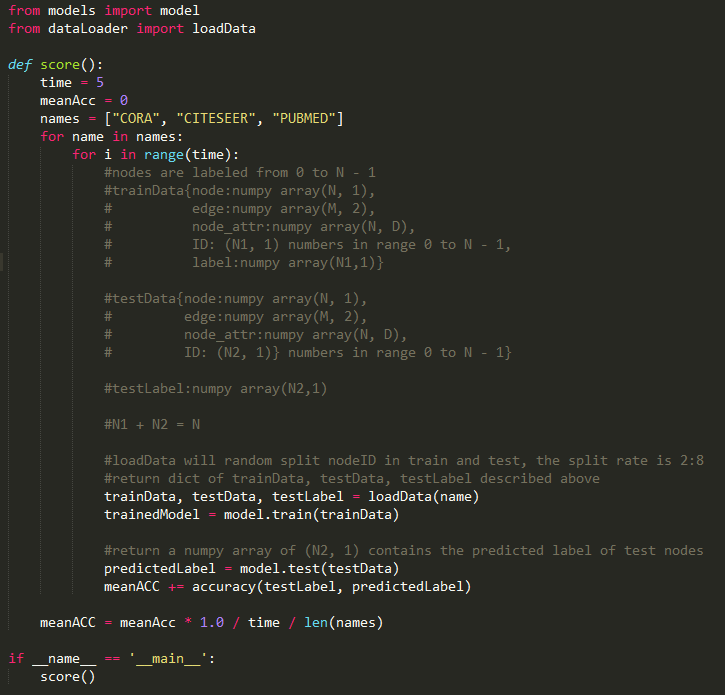 from models import model
from dataLoader import loadData
def score():
time = 5
meanAcc = 0
names = ["CORA", "CITESEER", "PUBMED"]
for name in names:
for i in range(time):
#nodes are labeled from 0 to N - 1
#trainData{node:numpy array(N, 1),
# edge:numpy array(M, 2),
# node_attr:numpy array(N, D),
# ID: (N1, 1) numbers in range 0 to N - 1,
# label:numpy array(N1,1)}
#testData{node:numpy array(N, 1),
# edge:numpy array(M, 2),
# node_attr:numpy array(N, D),
# ID: (N2, 1)} numbers in range 0 to N - 1}
#testLabel:numpy array(N2,1)
#N1 + N2 = N
#loadData will random split nodeID in train and test, the split rate is 2:8
#return dict of trainData, testData, testLabel described above
trainData, testData, testLabel = loadData(name)
trainedModel = model.train(trainData)
#return a numpy array of (N2, 1) contains the predicted label of test nodes
predictedLabel = model.test(testData)
meanACC += accuracy(testLabel, predictedLabel)
meanACC = meanAcc * 1.0 / time / len(names)
if __name__ == '__main__':
score()